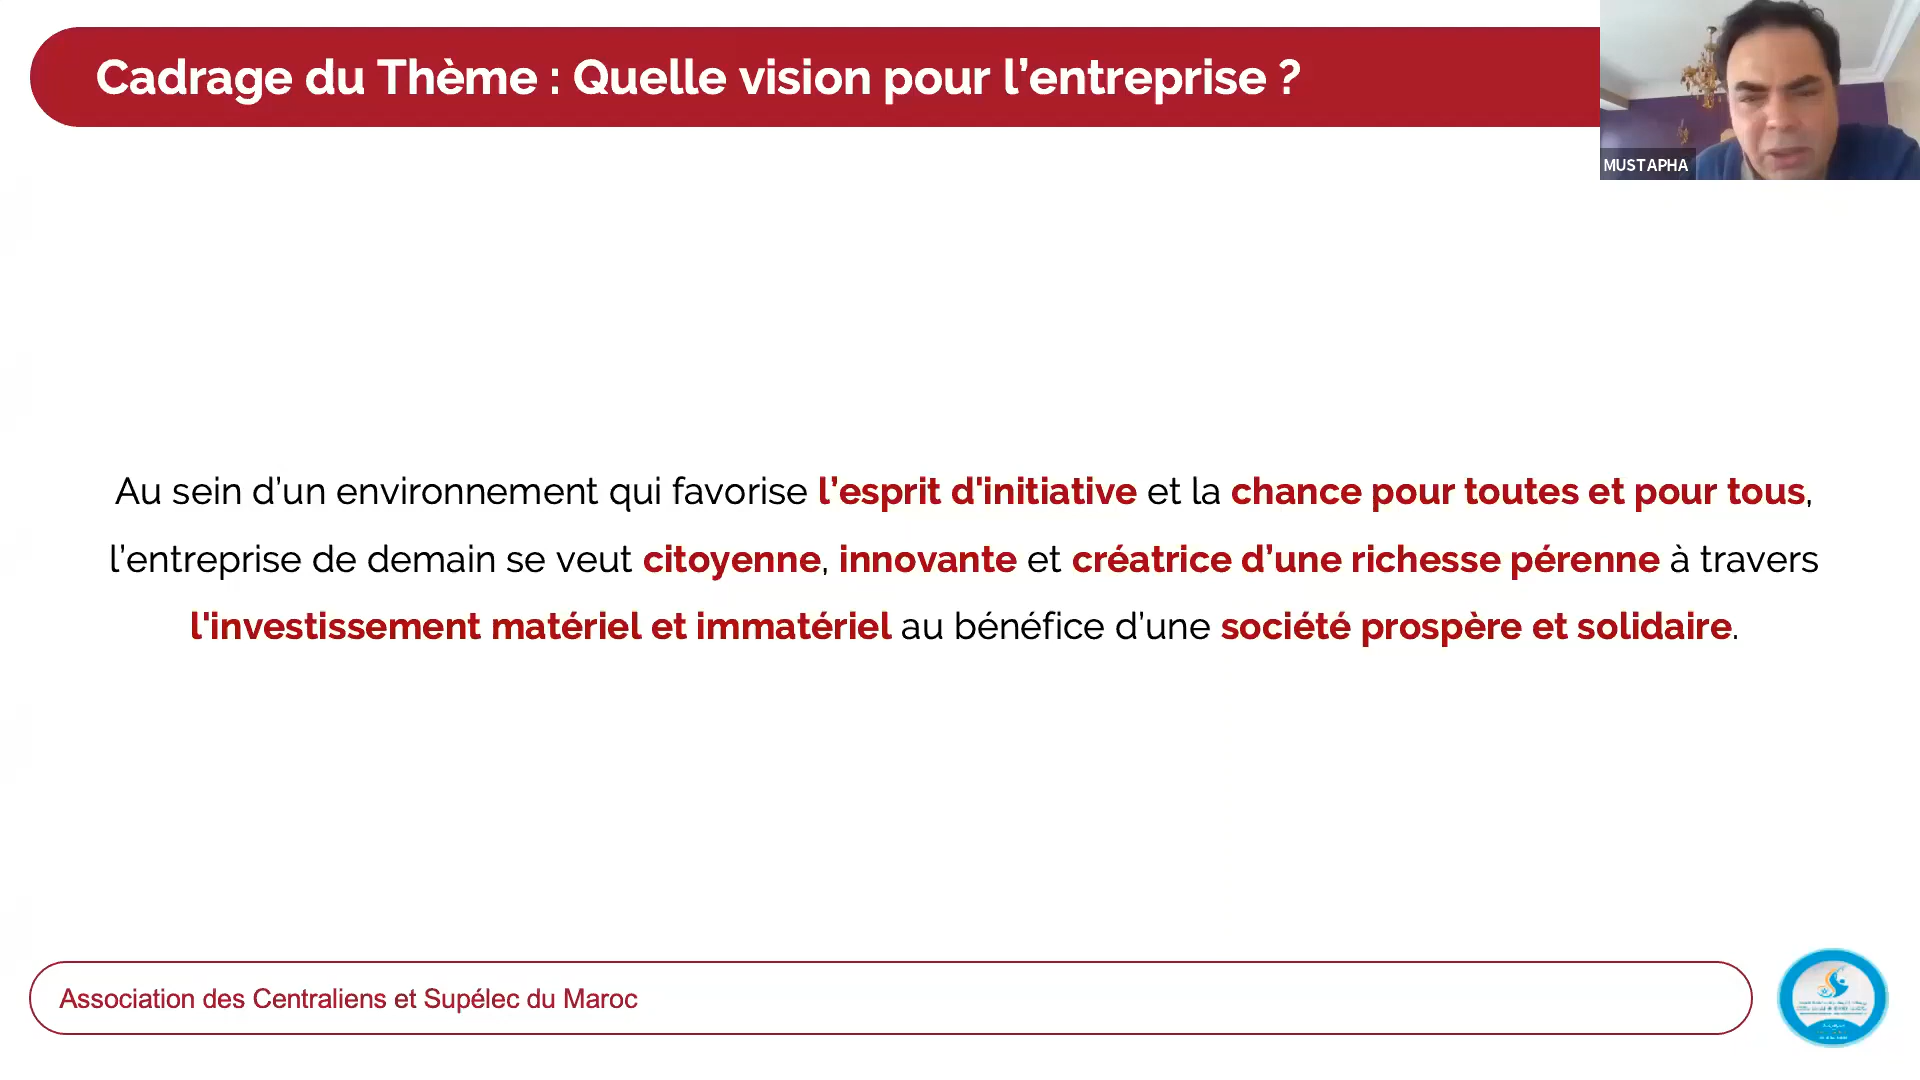 Cadrage du Thème : Quelle vision pour l’entreprise ?
MUSTAPHA
Au sein d’un environnement qui favorise l’esprit d'initiative et la chance pour toutes et pour tous,
l’entreprise de demain se veut citoyenne, innovante et créatrice d’une richesse pérenne à travers
l'investissement matériel et immatériel au bénéfice d’une société prospère et solidaire.
Association des Centraliens et Supélec du Maroc